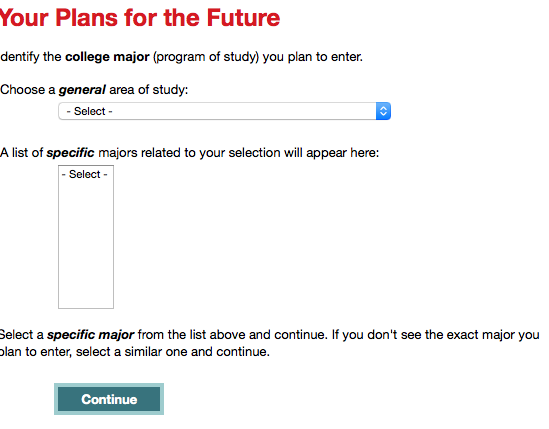 Your Plans for the Future
dentify the college major (program of study) you plan to enter.
Choose a general area of study:
- Select -
A list of specific majors related to your selection will appear here:
- Select -
Select a specific major from the list above and continue. If you don't see the exact major you
plan to enter, select a similar one and continue.
Continue